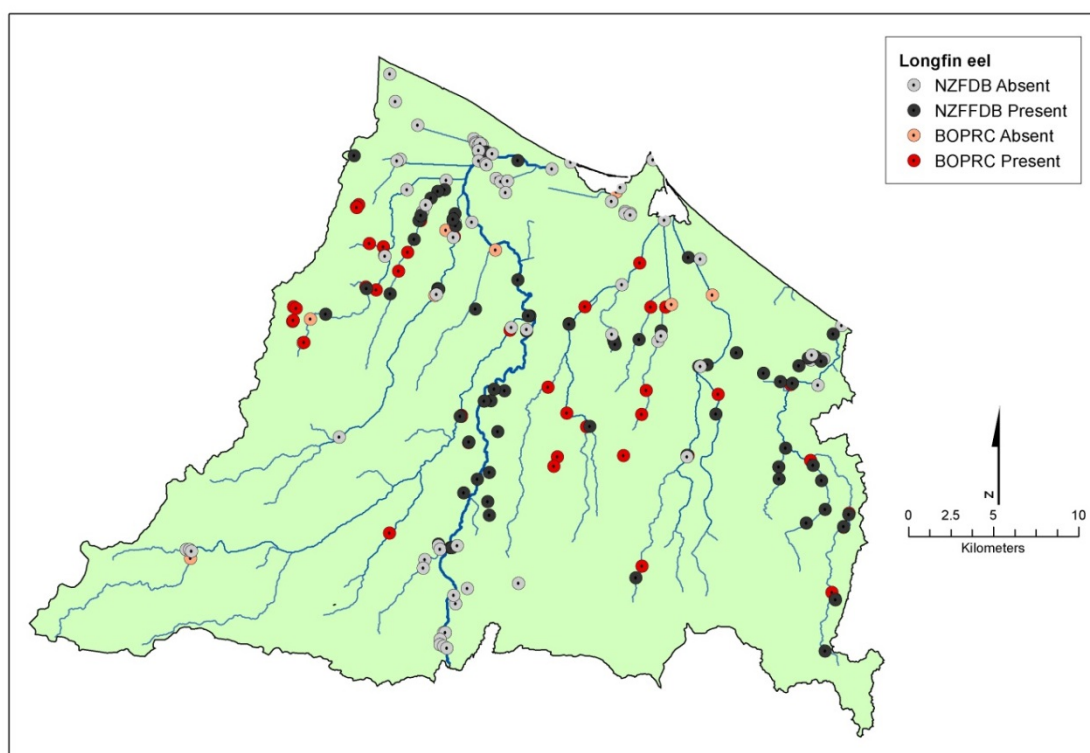 Longfin eel
NZFDB Absent
NZFFDB Present
BOPRC Absent
BOPRC Present
N
0 2.5 5 10
Kilometers